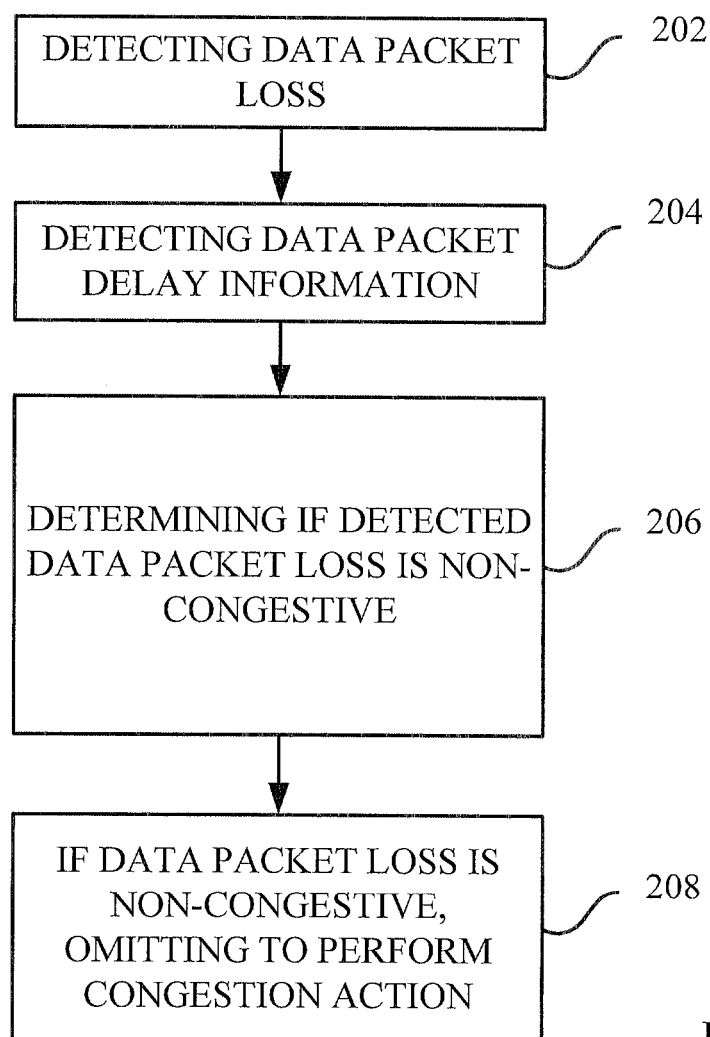 DETECTING DATA PACKET
LOSS
202
DETECTING DATA PACKET
DELAY INFORMATION
204
DETERMINING IF DETECTED
DATA PACKET LOSS IS NON-
CONGESTIVE
206
IF DATA PACKET LOSS IS
NON-CONGESTIVE,
OMITTING TO PERFORM
CONGESTION ACTION
208